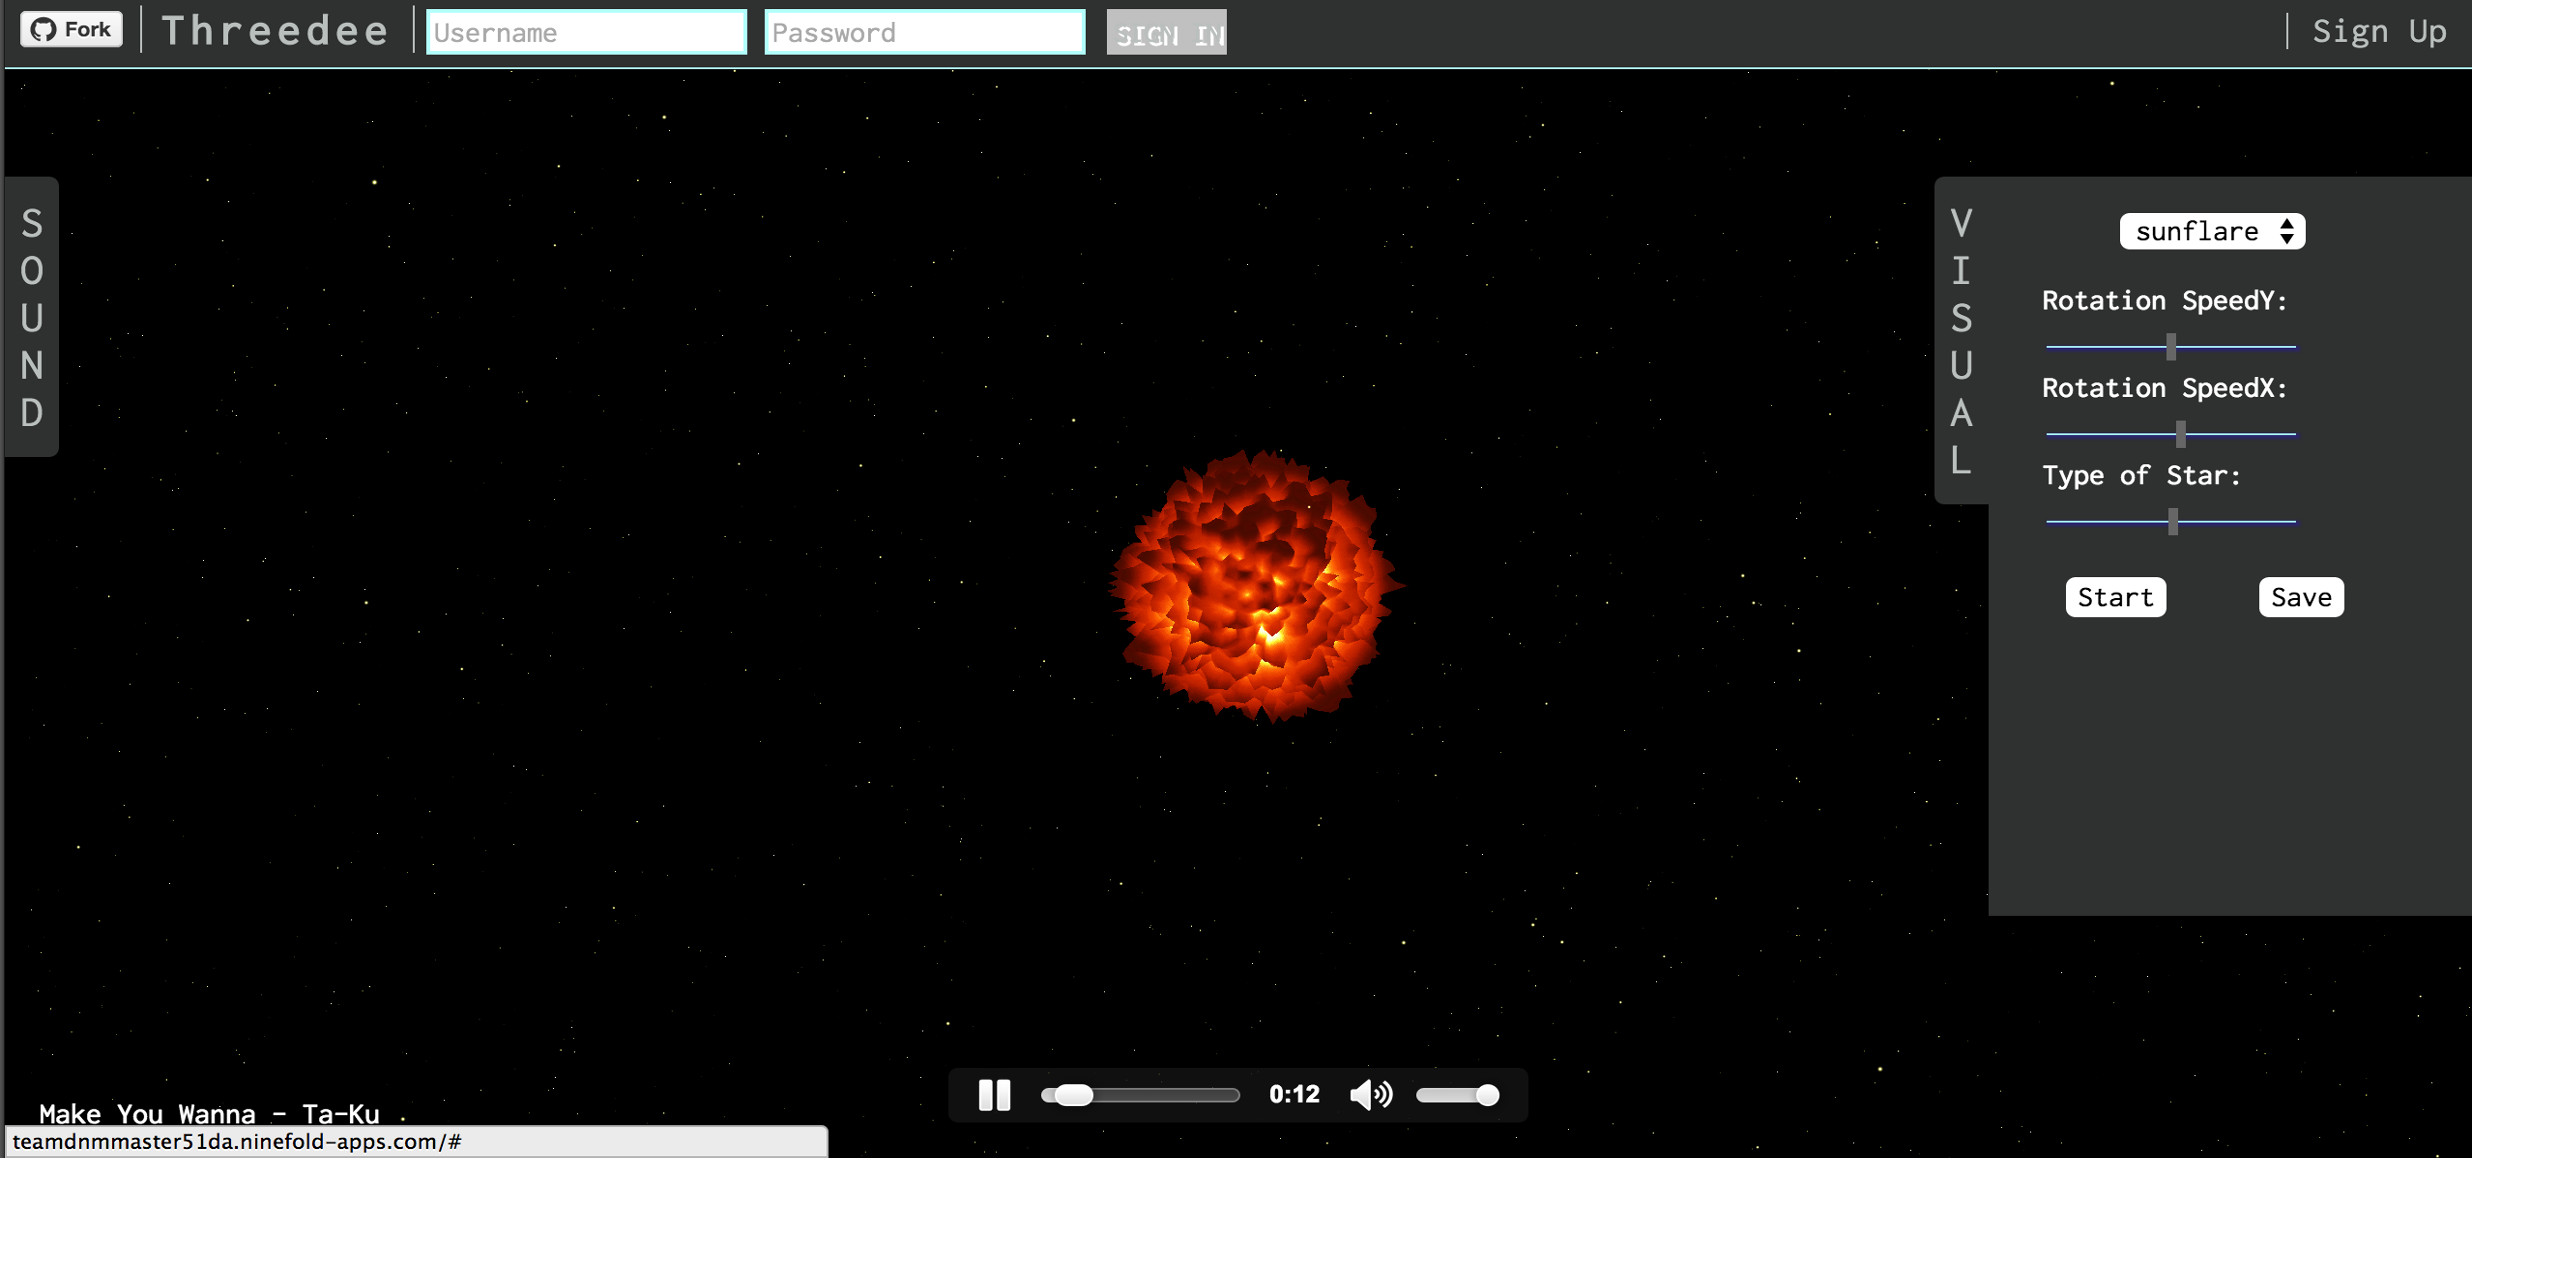 Fork
Threedee
Username
Password
SIGN IN
Sign Up
S
O
U
N
D
V
I
S
U
A
L
sunflare
Rotation SpeedY:
Rotation SpeedX:
Type of Star:
Start
Save
0:12
Make You Wanna - Ta-Ku
teamdnmmaster51da.ninefold-apps.com/#